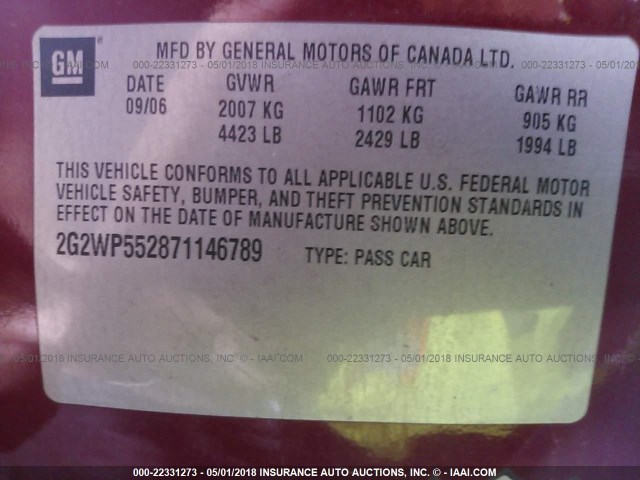 GM
MFD BY GENERAL MOTORS OF CANADA LTD.
DATE GVWR GAWR FRT GAWR RR
09/06 2007 KG 1102 KG 905 KG
4423 LB 2429 LB 1994 LB
THIS VEHICLE CONFORMS TO ALL APPLICABLE U.S. FEDERAL MOTOR
VEHICLE SAFETY, BUMPER, AND THEFT PREVENTION STANDARDS IN
EFFECT ON THE DATE OF MANUFACTURE SHOWN ABOVE.
2G2WP552871146789 TYPE: PASS CAR
000-22331273 - 05/01/2018 INSURANCE AUTO AUCTIONS, INC. © - IAAI.COM